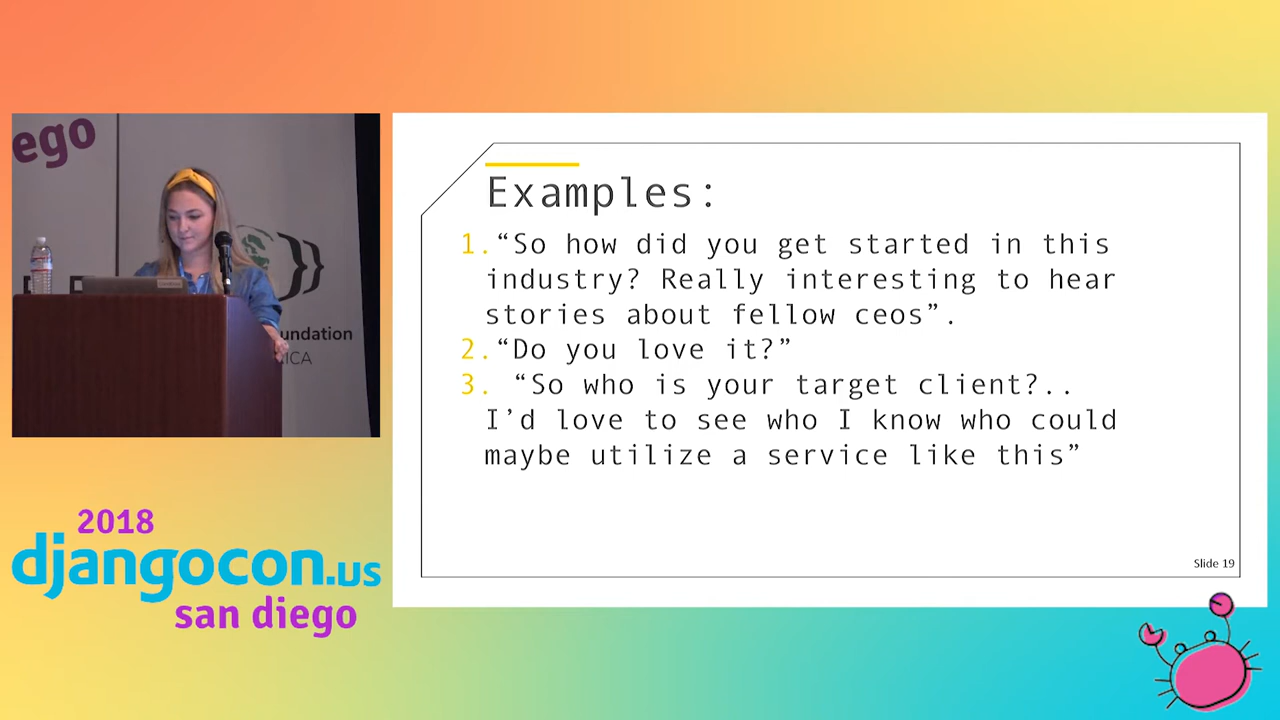 ego
undation
ICA
2018
djangocon.us
san diego
Examples:
1.“So how did you get started in this
industry? Really interesting to hear
stories about fellow ceos”.
2.“Do you love it?”
3. “So who is your target client?..
I’d love to see who I know who could
maybe utilize a service like this”
Slide 19